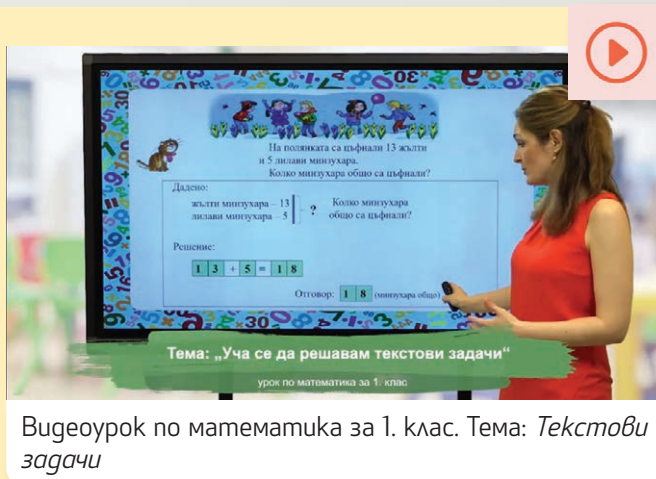 На полянката са цъфнали 13 жълти
и 5 лилави минзухара.
Колко минзухара общо са цъфнали?
Дадено:
жълти минзухара – 13
лилави минзухара – 5
?
Колко минзухара
общо са цъфнали?
Решение:
1 3 + 5 = 1 8
Отговор: 1 8 (минзухара общо)
Тема: „Уча се да решавам текстови задачи“
урок по математика за 1. клас
Видеоурок по математика за 1. клас. Тема: Текстови
задачи